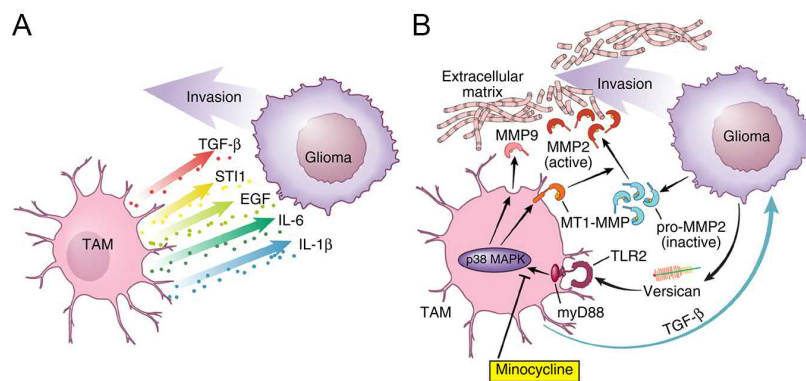 A
Invasion
TGF-β
STI1
EGF
IL-6
IL-1β
Glioma
TAM
B
Extracellular
matrix
Invasion
Glioma
MMP9
MMP2
(active)
MT1-MMP
pro-MMP2
(inactive)
p38 MAPK
TLR2
Versican
myD88
TAM
TGF-β
Minocycline